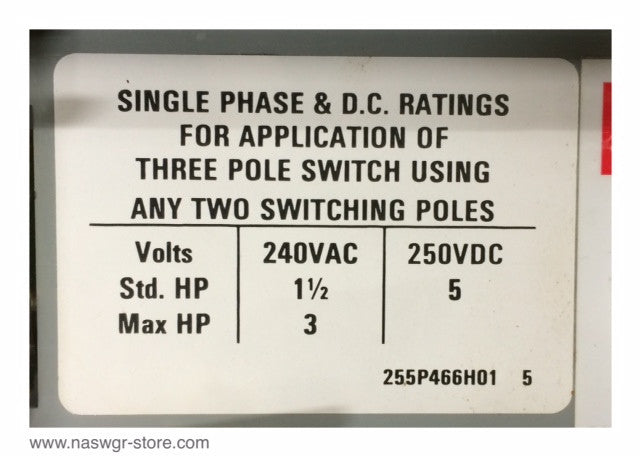 SINGLE PHASE & D.C. RATINGS
FOR APPLICATION OF
THREE POLE SWITCH USING
ANY TWO SWITCHING POLES
Volts 240VAC 250VDC
Std. HP 1½ 5
Max HP 3
255P466H01 5
www.naswgr-store.com